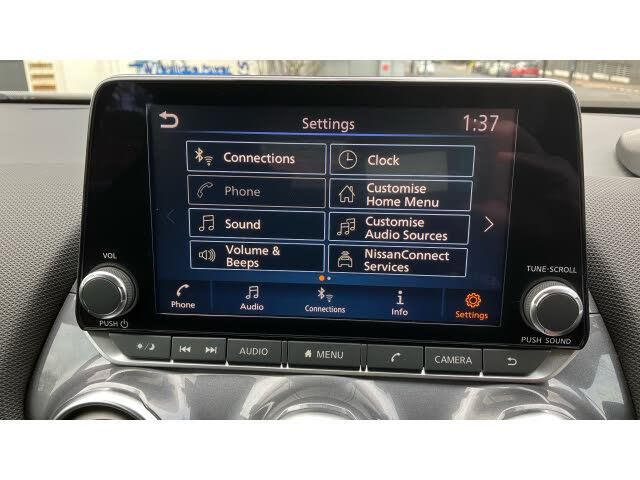 Settings
1:37
Connections
Clock
Phone
Customise
Home Menu
Sound
Customise
Audio Sources
Volume &
Beeps
NissanConnect
Services
VOL
TUNE·SCROLL
Phone
Audio
Connections
Info
Settings
PUSH
PUSH SOUND
AUDIO
MENU
CAMERA